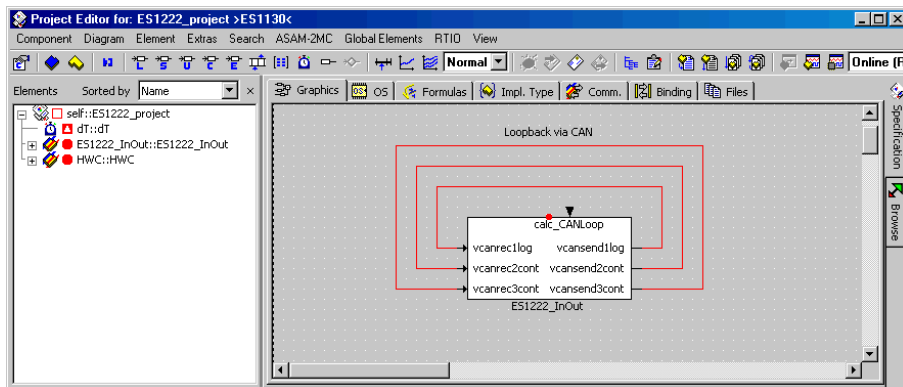 Project Editor for: ES1222_project >ES1130<
Component Diagram Element Extras Search ASAM-2MC Global Elements RTIO View
L S U C E Normal Online (F
Elements Sorted by Name
Graphics OS Formulas Impl. Type Comm. Binding Files
self::ES1222_project
dT::dT
ES1222_InOut::ES1222_InOut
HWC::HWC
Loopback via CAN
calc_CANLoop
vcanrec1log vcansend1log
vcanrec2cont vcansend2cont
vcanrec3cont vcansend3cont
ES1222_InOut
Specification
Browse